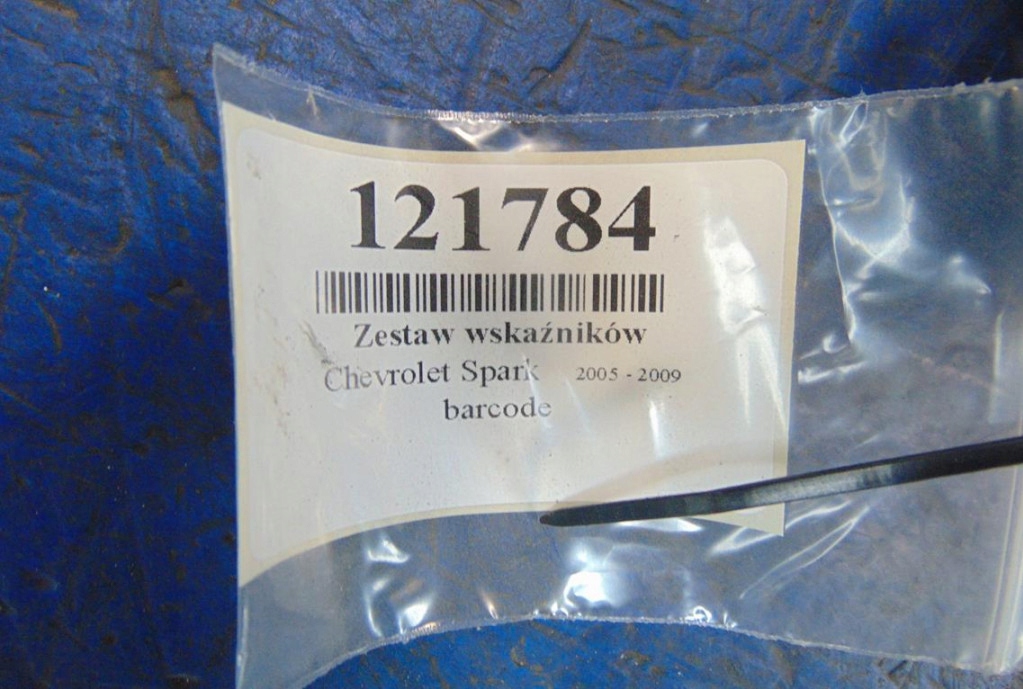 121784
Zestaw wskaźników
Chevrolet Spark 2005 - 2009
barcode